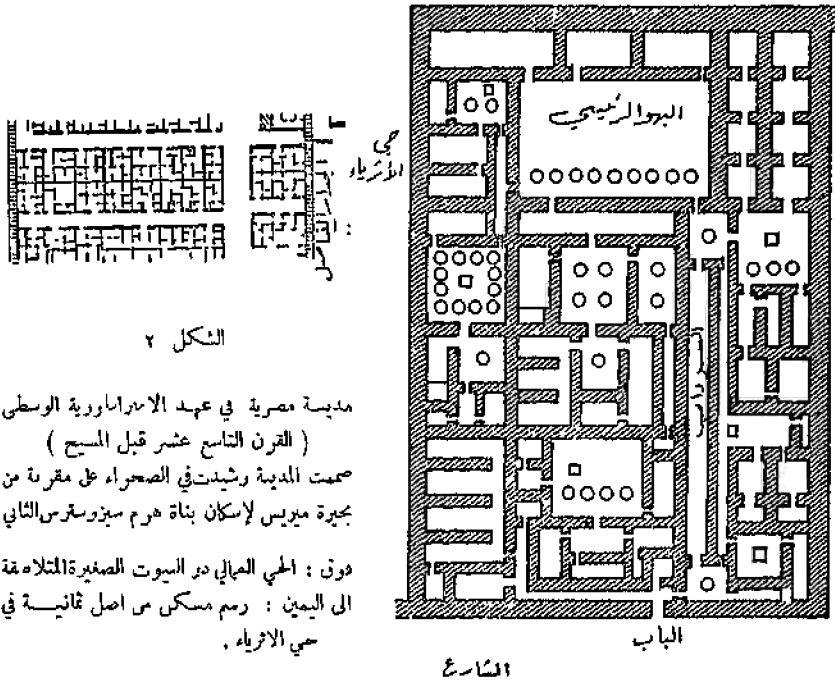 البهو الرئيسي
حي
الأثرياء
الشكل ٢
مدينة مصرية في عهد الامبراطورية الوسطى
( القرن التاسع عشر قبل المسيح )
صممت المدينة وشيدت في الصحراء على مقربة من
بحيرة ميريس لإسكان بناة هرم سيزوسترس الثاني
فوق : الحي العمالي ذو البيوت الصغيرة المتلاصقة
الى اليمين : رسم مسكن من اصل ثمانية في
حي الاثرياء .
الباب
الشارع